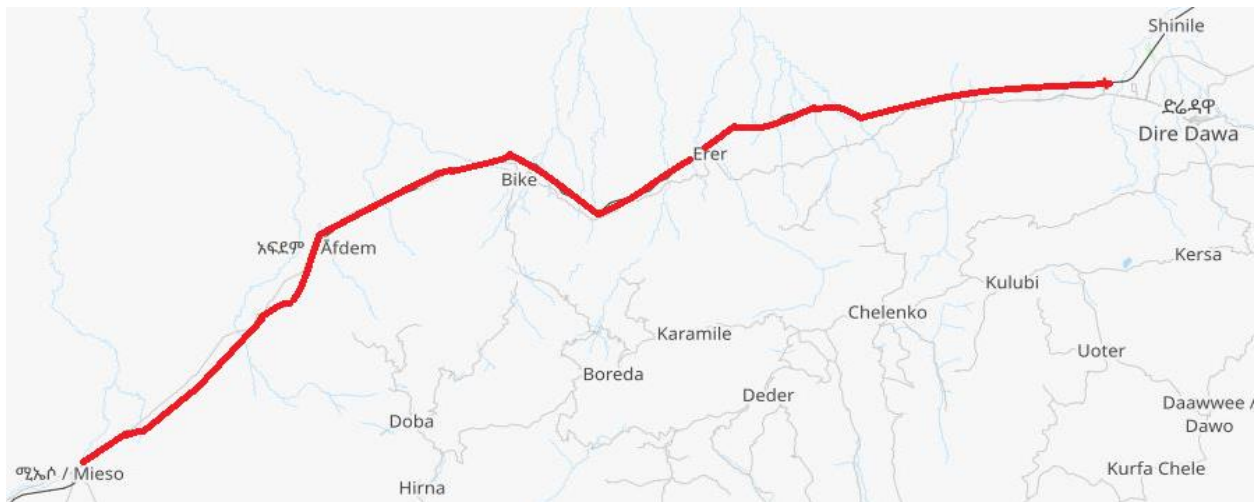 Shinile
ድሬዳዋ
Dire Dawa
Erer
Bike
አፍደም / Āfdem
Kersa
Kulubi
Chelenko
Karamile
Uoter
Boreda
Deder
Daawwee /
Dawo
Doba
ሚኤሶ / Mieso
Kurfa Chele
Hirna